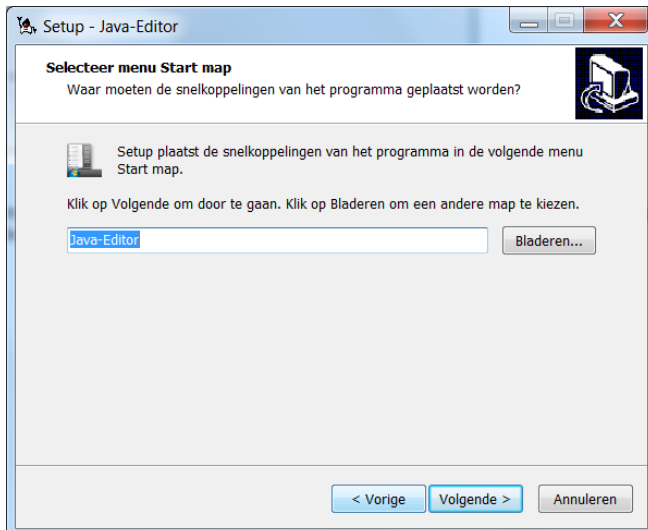 Setup - Java-Editor
Selecteer menu Start map
Waar moeten de snelkoppelingen van het programma geplaatst worden?
Setup plaatst de snelkoppelingen van het programma in de volgende menu
Start map.
Klik op Volgende om door te gaan. Klik op Bladeren om een andere map te kiezen.
Java-Editor
Bladeren...
< Vorige
Volgende >
Annuleren